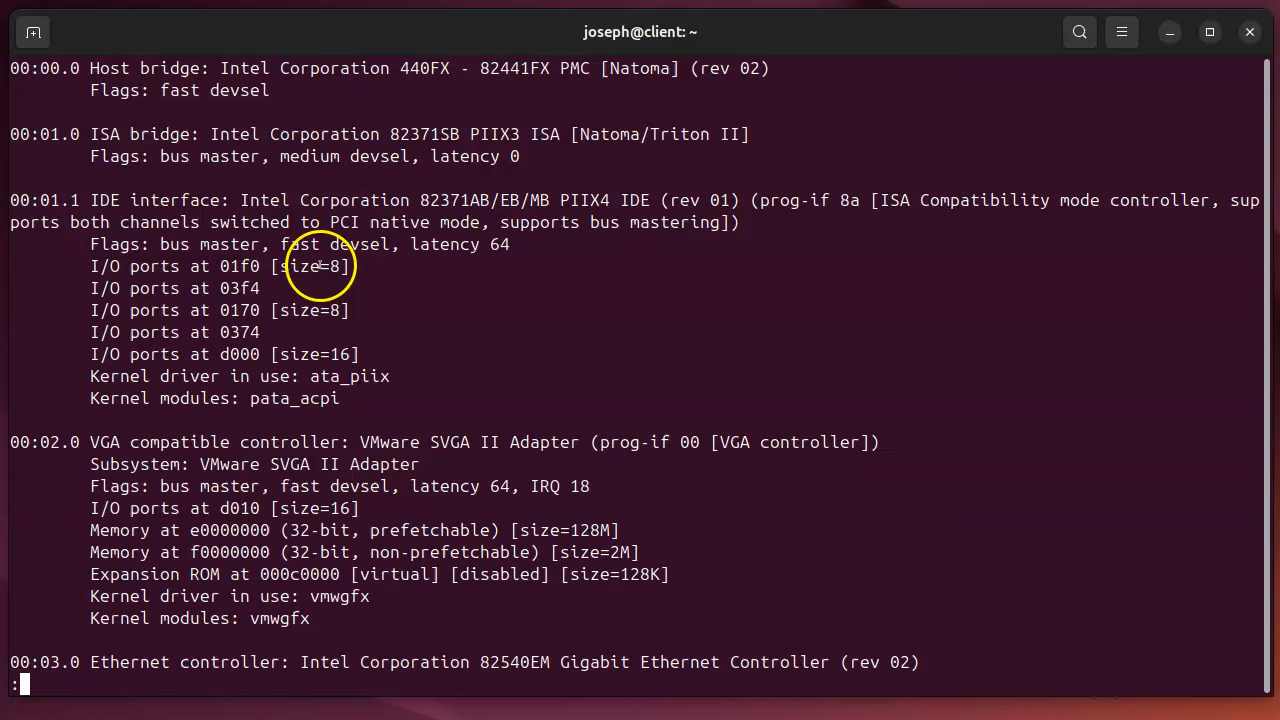 joseph@client: ~
00:00.0 Host bridge: Intel Corporation 440FX - 82441FX PMC [Natoma] (rev 02)
Flags: fast devsel
00:01.0 ISA bridge: Intel Corporation 82371SB PIIX3 ISA [Natoma/Triton II]
Flags: bus master, medium devsel, latency 0
00:01.1 IDE interface: Intel Corporation 82371AB/EB/MB PIIX4 IDE (rev 01) (prog-if 8a [ISA Compatibility mode controller, sup
ports both channels switched to PCI native mode, supports bus mastering])
Flags: bus master, fast devsel, latency 64
I/O ports at 01f0 [size=8]
I/O ports at 03f4
I/O ports at 0170 [size=8]
I/O ports at 0374
I/O ports at d000 [size=16]
Kernel driver in use: ata_piix
Kernel modules: pata_acpi
00:02.0 VGA compatible controller: VMware SVGA II Adapter (prog-if 00 [VGA controller])
Subsystem: VMware SVGA II Adapter
Flags: bus master, fast devsel, latency 64, IRQ 18
I/O ports at d010 [size=16]
Memory at e0000000 (32-bit, prefetchable) [size=128M]
Memory at f0000000 (32-bit, non-prefetchable) [size=2M]
Expansion ROM at 000c0000 [virtual] [disabled] [size=128K]
Kernel driver in use: vmwgfx
Kernel modules: vmwgfx
00:03.0 Ethernet controller: Intel Corporation 82540EM Gigabit Ethernet Controller (rev 02)
: